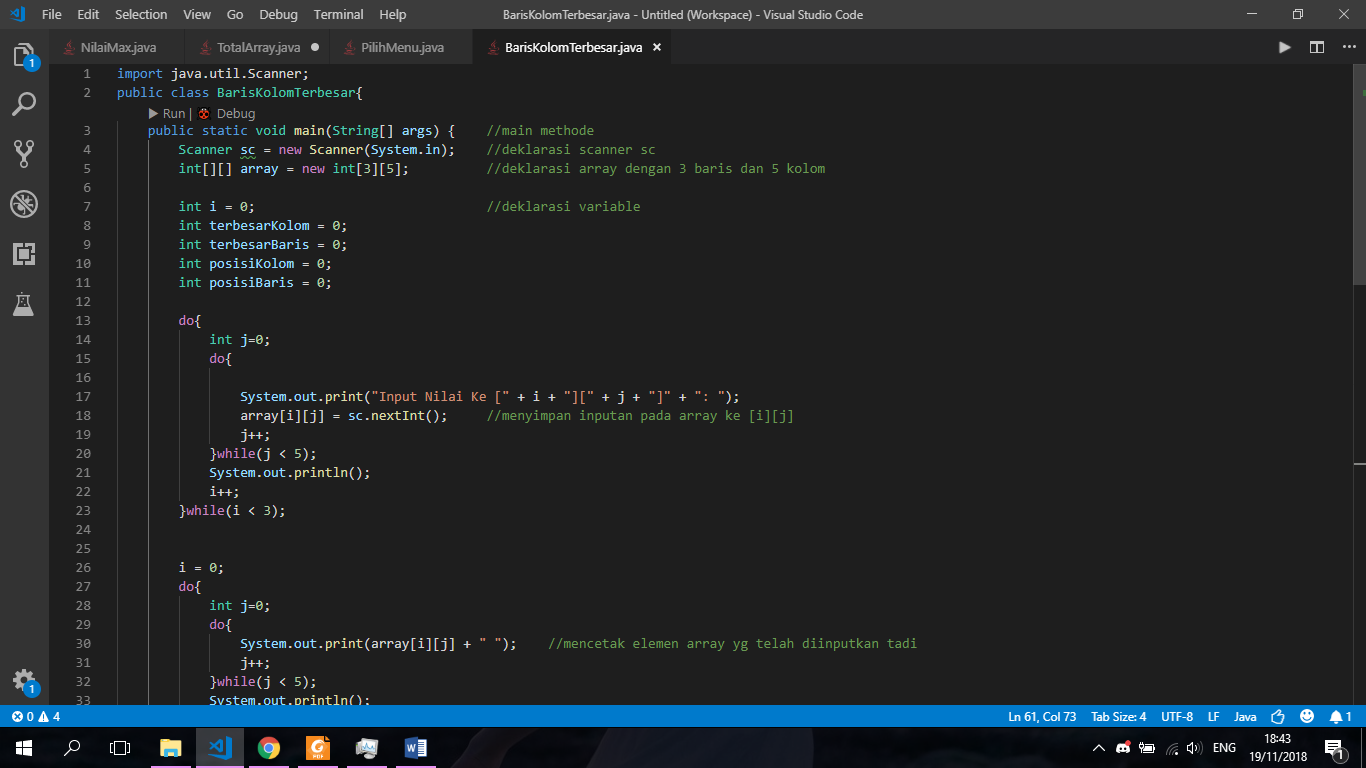 File Edit Selection View Go Debug Terminal Help BarisKolomTerbesar.java - Untitled (Workspace) - Visual Studio Code
NilaiMax.java TotalArray.java PilihMenu.java BarisKolomTerbesar.java
1 import java.util.Scanner;
2 public class BarisKolomTerbesar{
Run | Debug
3 public static void main(String[] args) { //main methode
4 Scanner sc = new Scanner(System.in); //deklarasi scanner sc
5 int[][] array = new int[3][5]; //deklarasi array dengan 3 baris dan 5 kolom
6
7 int i = 0; //deklarasi variable
8 int terbesarKolom = 0;
9 int terbesarBaris = 0;
10 int posisiKolom = 0;
11 int posisiBaris = 0;
12
13 do{
14 int j=0;
15 do{
16
17 System.out.print("Input Nilai Ke [" + i + "][" + j + "]" + ": ");
18 array[i][j] = sc.nextInt(); //menyimpan inputan pada array ke [i][j]
19 j++;
20 }while(j < 5);
21 System.out.println();
22 i++;
23 }while(i < 3);
24
25
26 i = 0;
27 do{
28 int j=0;
29 do{
30 System.out.print(array[i][j] + " "); //mencetak elemen array yg telah diinputkan tadi
31 j++;
32 }while(j < 5);
33 System.out.println();
1
1
0 4 Ln 61, Col 73 Tab Size: 4 UTF-8 LF Java 1
PDF W ENG 18:43
19/11/2018 1